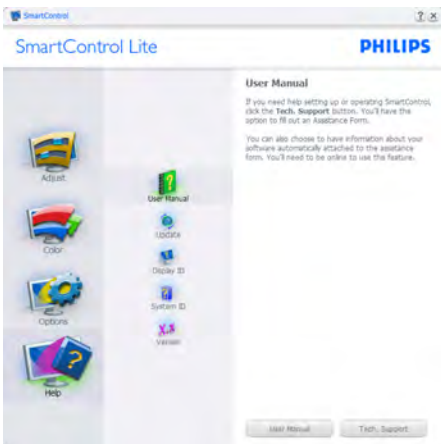 SmartControl
SmartControl Lite
PHILIPS
User Manual
If you need help setting up or operating SmartControl,
click the Tech. Support button. You'll have the
option to fill out an Assistance Form.
You can also choose to have information about your
software automatically attached to the assistance
form. You'll need to be online to use the feature.
Adjust
Color
Options
Help
User Manual
Update
Display ID
System ID
X.X
Version
User Manual
Tech. Support